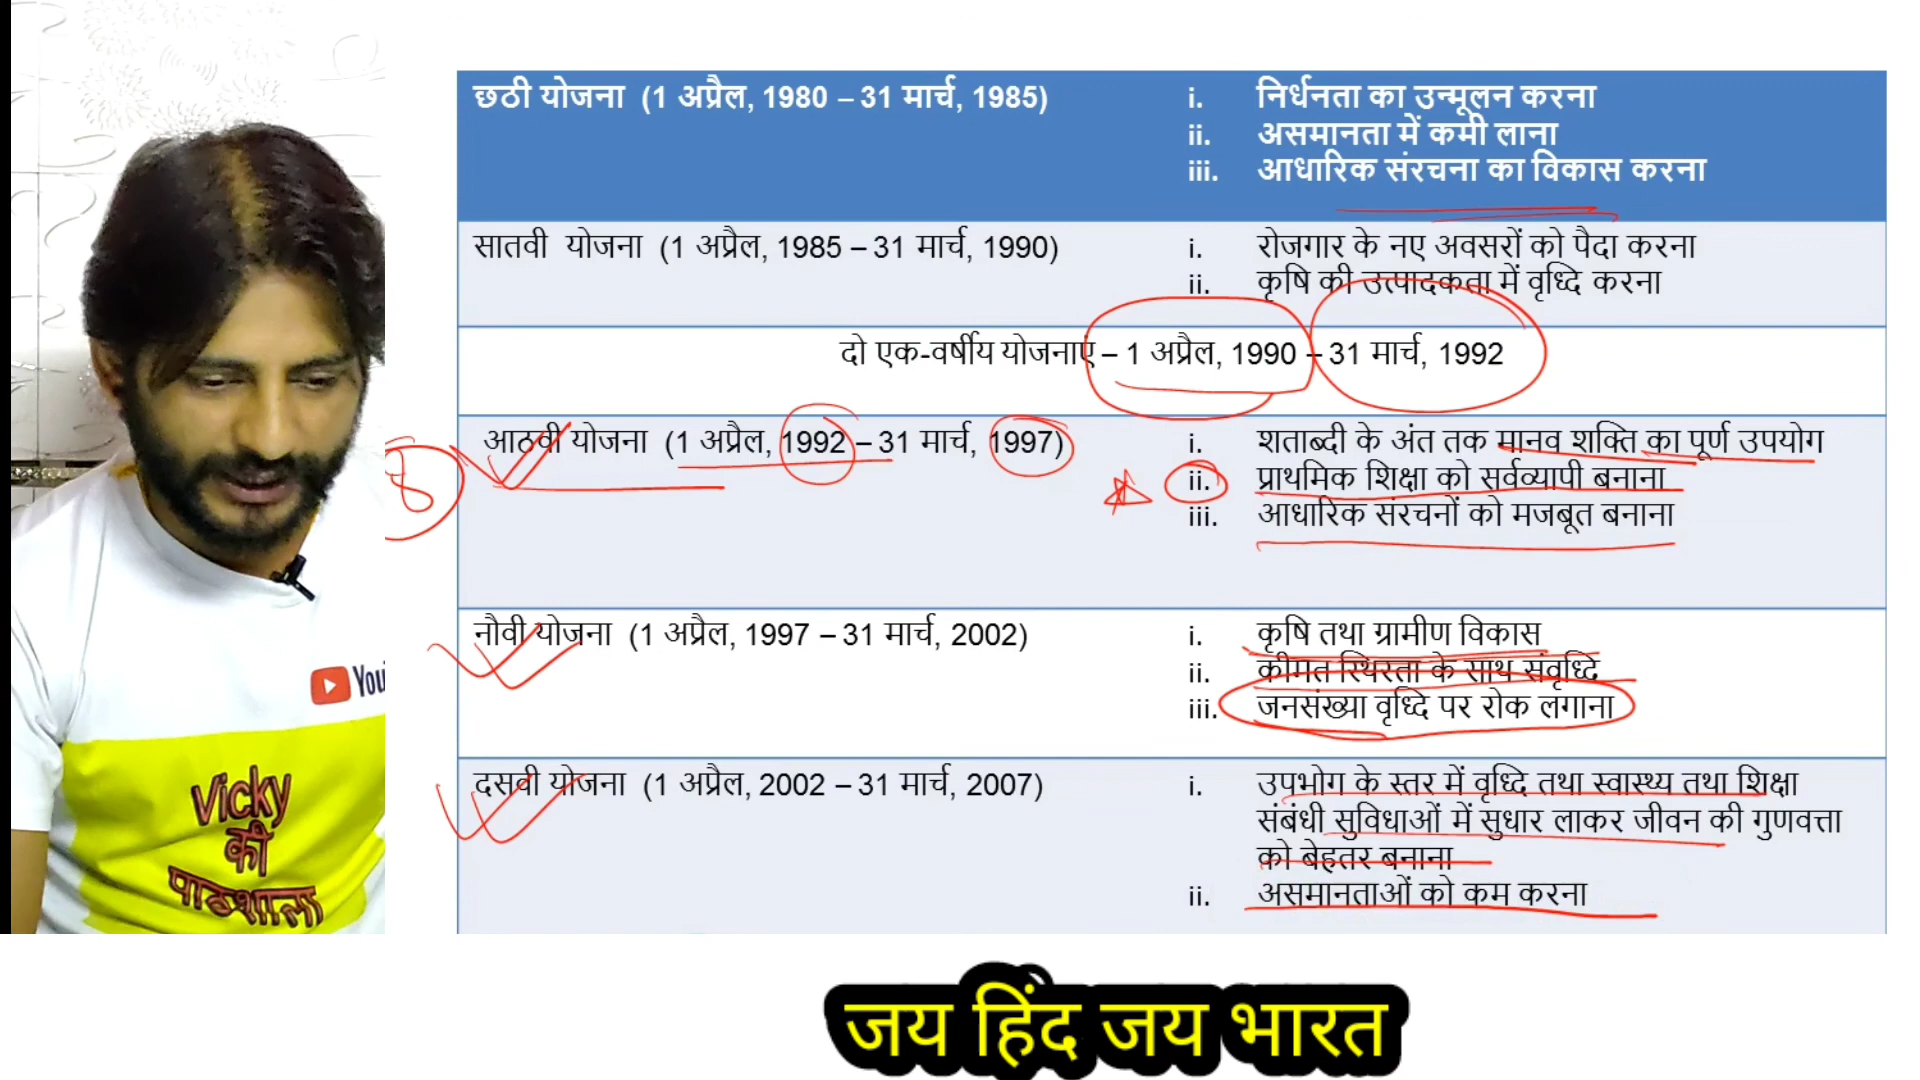 छठी योजना (1 अप्रैल, 1980 – 31 मार्च, 1985)
i. निर्धनता का उन्मूलन करना
ii. असमानता में कमी लाना
iii. आधारिक संरचना का विकास करना
सातवी योजना (1 अप्रैल, 1985 – 31 मार्च, 1990)
i. रोजगार के नए अवसरों को पैदा करना
ii. कृषि की उत्पादकता में वृध्दि करना
दो एक-वर्षीय योजनाएं – 1 अप्रैल, 1990 – 31 मार्च, 1992
8
आठवी योजना (1 अप्रैल, 1992 – 31 मार्च, 1997)
i. शताब्दी के अंत तक मानव शक्ति का पूर्ण उपयोग
ii. प्राथमिक शिक्षा को सर्वव्यापी बनाना
iii. आधारिक संरचनों को मजबूत बनाना
नौवी योजना (1 अप्रैल, 1997 – 31 मार्च, 2002)
i. कृषि तथा ग्रामीण विकास
ii. कीमत स्थिरता के साथ संवृध्दि
iii. जनसंख्या वृध्दि पर रोक लगाना
दसवी योजना (1 अप्रैल, 2002 – 31 मार्च, 2007)
i. उपभोग के स्तर में वृध्दि तथा स्वास्थ्य तथा शिक्षा
संबंधी सुविधाओं में सुधार लाकर जीवन की गुणवत्ता
को बेहतर बनाना
ii. असमानताओं को कम करना
You
Vicky
की
पाठशाला
जय हिंद जय भारत